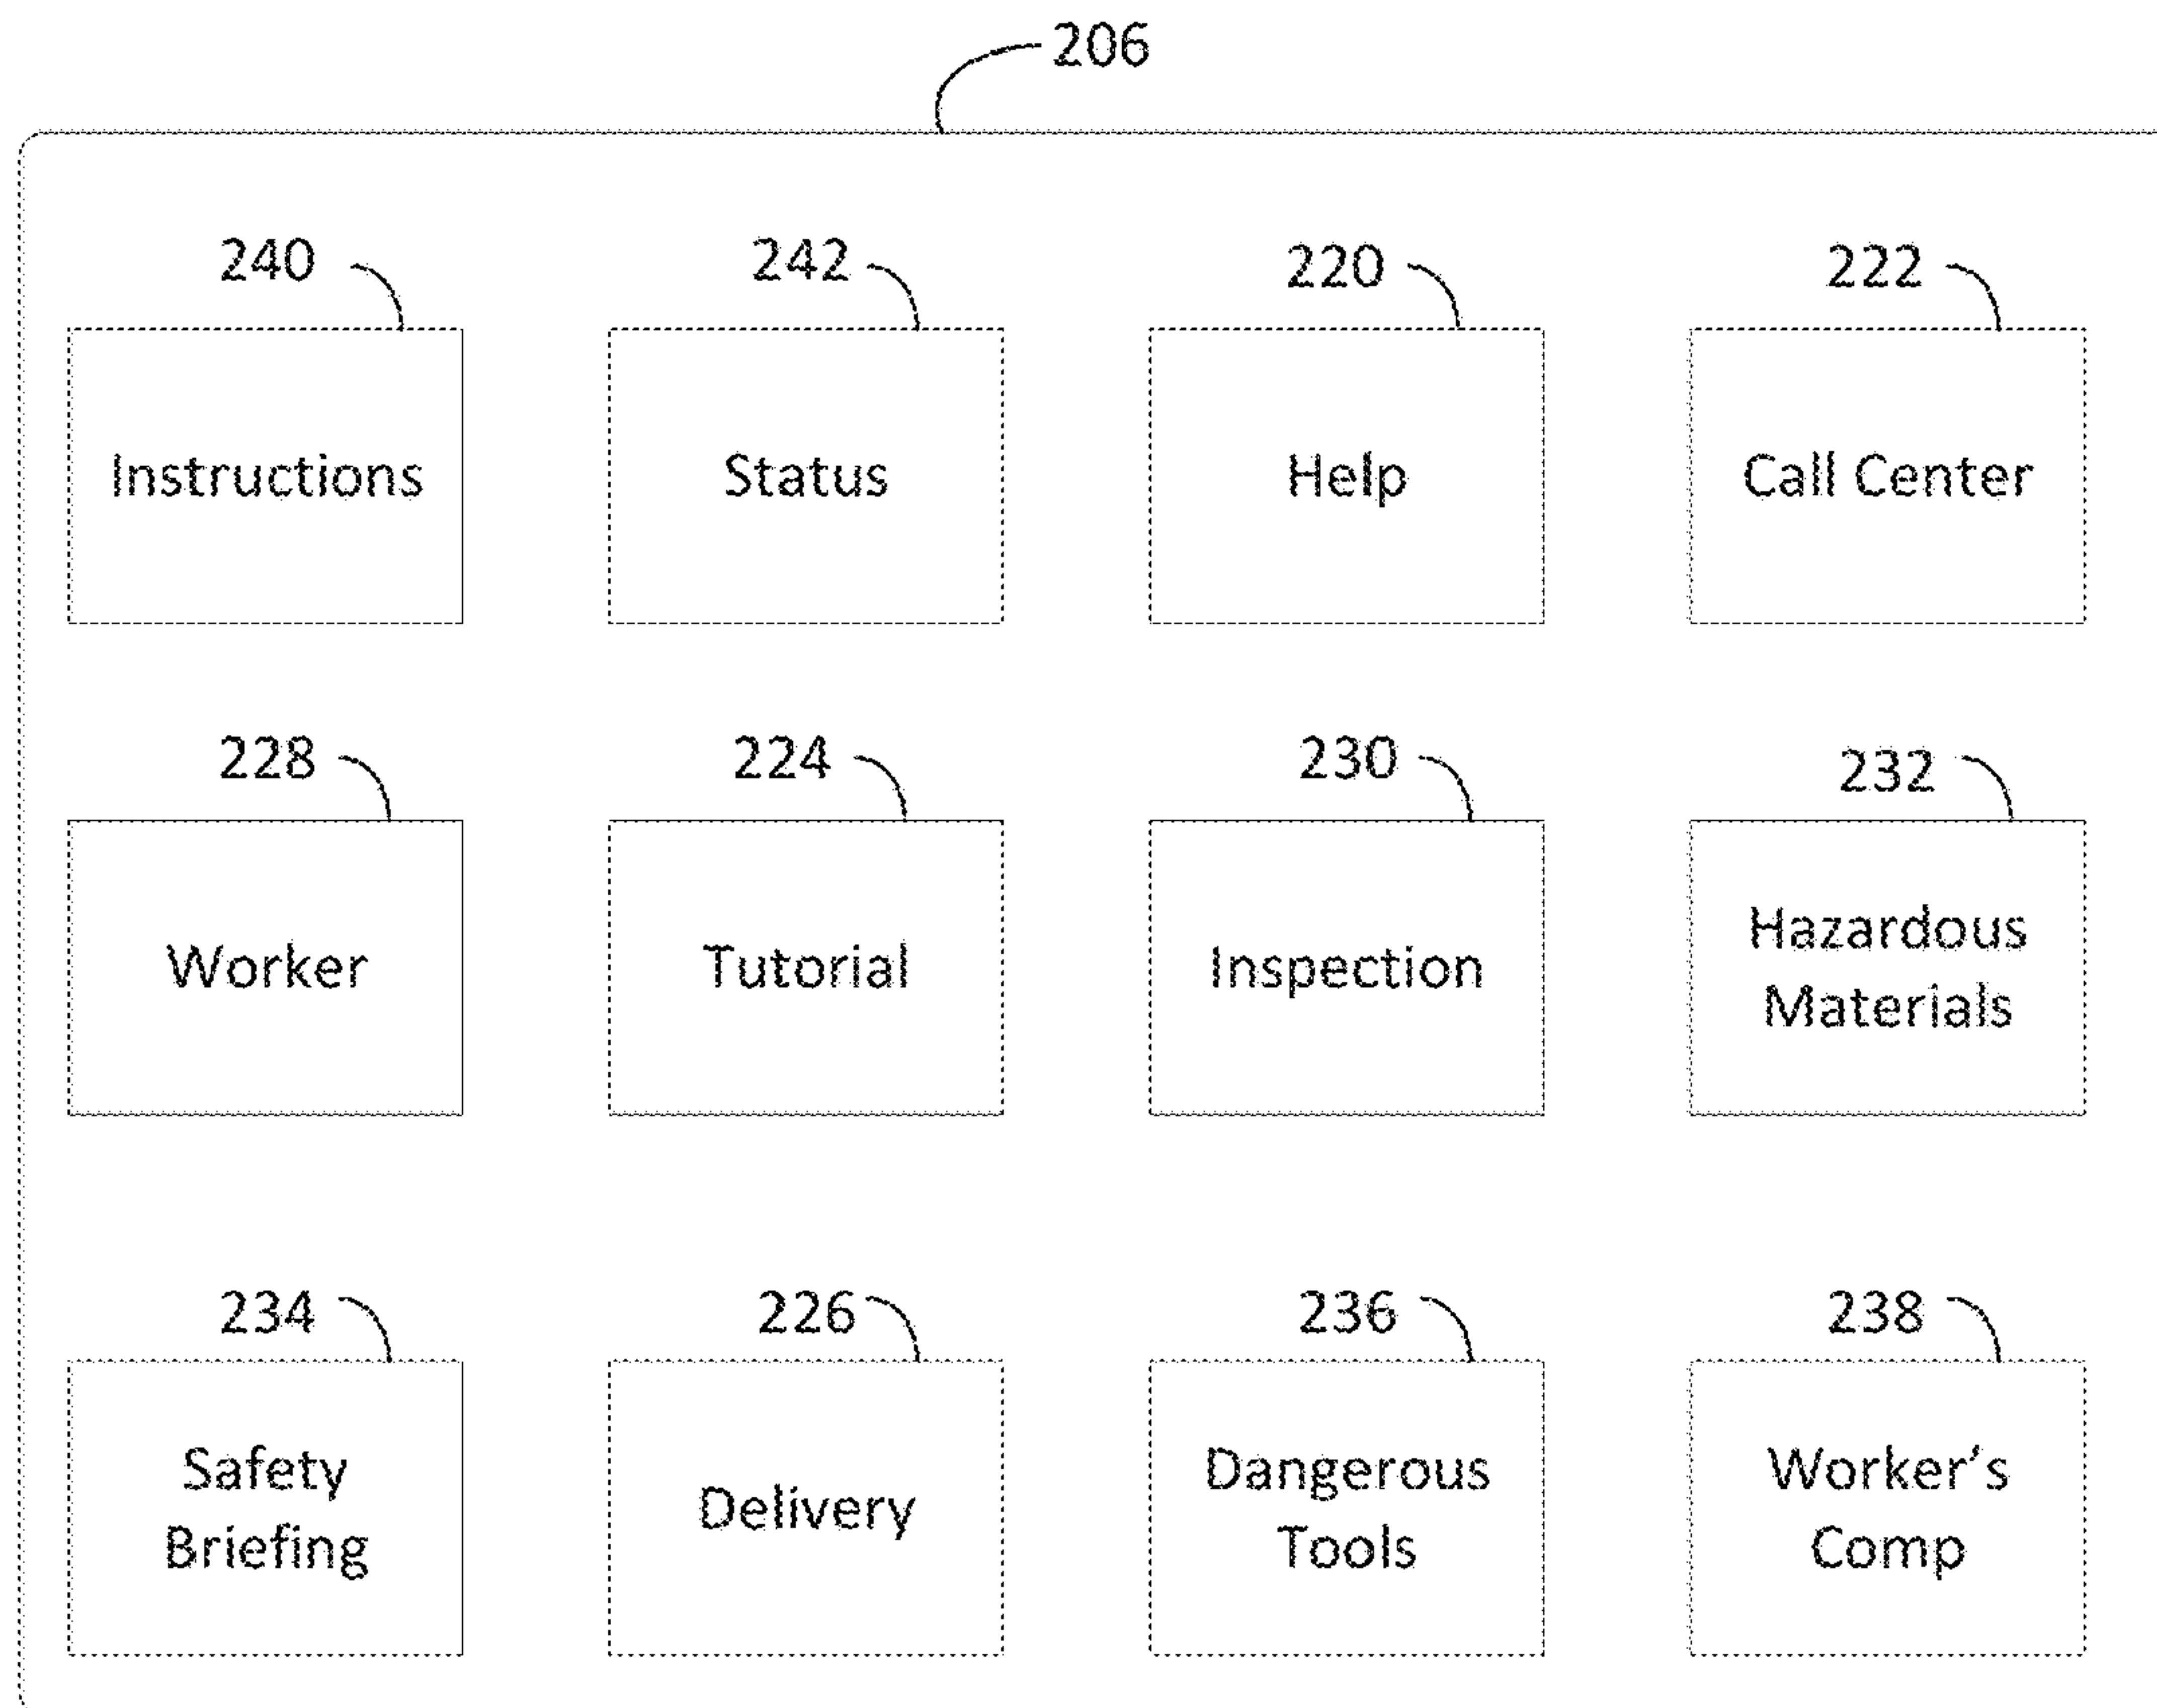 206
240 242 220 222
Instructions Status Help Call Center
228 224 230 232
Worker Tutorial Inspection Hazardous
Materials
234 226 236 238
Safety
Briefing
Delivery
Dangerous
Tools
Worker's
Comp